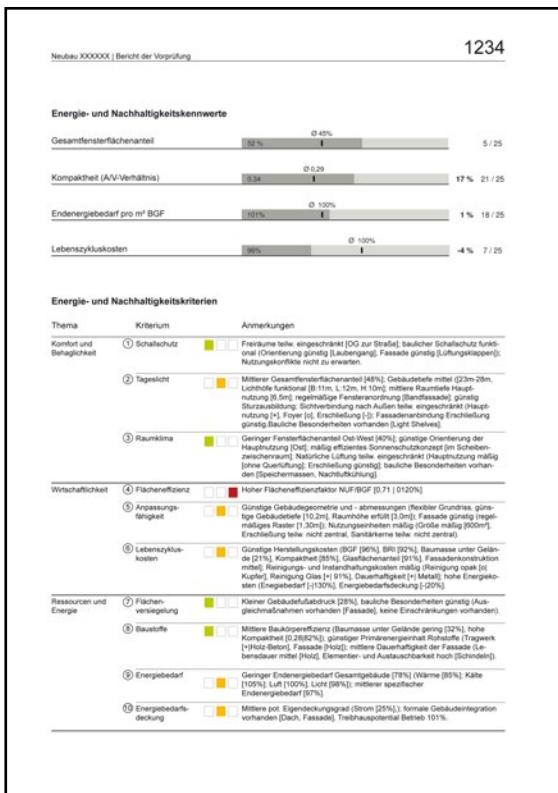 Neubau XXXXXX | Bericht der Vorprüfung
1234
Energie- und Nachhaltigkeitskennwerte
Ø 45%
Gesamtfensterflächenanteil 52 % 5 / 25
Ø 0,29
Kompaktheit (A/V-Verhältnis) 0.34 17 % 21 / 25
Ø 100%
Endenergiebedarf pro m² BGF 101% 1 % 18 / 25
Ø 100%
Lebenszykluskosten 96% -4 % 7 / 25
Energie- und Nachhaltigkeitskriterien
Thema Kriterium Anmerkungen
Komfort und 1 Schallschutz Freiräume teilw. eingeschränkt [OG zur Straße]; baulicher Schallschutz funkti-
Behaglichkeit onal (Orientierung günstig [Laubengang], Fassade günstig [Lüftungsklappen]);
Nutzungskonflikte nicht zu erwarten.
2 Tageslicht Mittlerer Gesamtfensterflächenanteil [48%]; Gebäudetiefe mittel ([23m-28m,
Lichthöfe funktional [B:11m, L:12m, H:10m]; mittlere Raumtiefe Haupt-
nutzung [6,5m]; regelmäßige Fensteranordnung [Bandfassade]; günstig
Sturzausbildung; Sichtverbindung nach Außen teilw. eingeschränkt (Haupt-
nutzung [+], Foyer [o], Erschließung [-]); Fassadenanbindung Erschließung
günstig;Bauliche Besonderheiten vorhanden [Light Shelves].
3 Raumklima Geringer Fensterflächenanteil Ost-West [40%]; günstige Orientierung der
Hauptnutzung [Ost]; mäßig effizientes Sonnenschutzkonzept [im Scheiben-
zwischenraum]; Natürliche Lüftung teilw. eingeschränkt (Hauptnutzung mäßig
[ohne Querlüftung]; Erschließung günstig]; bauliche Besonderheiten vorhan-
den [Speichermassen, Nachtluftkühlung].
Wirtschaftlichkeit 4 Flächeneffizienz Hoher Flächeneffizienzfaktor NUF/BGF [0.71 | 0120%]
5 Anpassungs- Günstige Gebäudegeometrie und - abmessungen (flexibler Grundriss, güns-
fähigkeit tige Gebäudetiefe [10,2m], Raumhöhe erfüllt [3,0m]); Fassade günstig (regel-
mäßiges Raster [1,30m]); Nutzungseinheiten mäßig (Größe mäßig [600m²],
Erschließung teilw. nicht zentral, Sanitärkerne teilw. nicht zentral).
6 Lebenszyklus- Günstige Herstellungskosten (BGF [96%], BRI [92%], Baumasse unter Gelän-
kosten de [21%], Kompaktheit [85%], Glasflächenanteil [91%], Fassadenkonstruktion
mittel]; Reinigungs- und Instandhaltungskosten mäßig (Reinigung opak [o|
Kupfer], Reinigung Glas [+| 91%], Dauerhaftigkeit [+| Metall]; hohe Energieko-
sten (Enegiebedarf [-|130%], Energiebedarfsdeckung [-|20%].
Ressourcen und 7 Flächen- Kleiner Gebäudefußabdruck [28%], bauliche Besonderheiten günstig (Aus-
Energie versiegelung gleichmaßnahmen vorhanden [Fassade], keine Einschränkungen vorhanden).
8 Baustoffe Mittlere Baukörpereffizienz (Baumasse unter Gelände gering [32%], hohe
Kompaktheit [0,28|82%]); günstiger Primärenergieinhalt Rohstoffe (Tragwerk
[+|Holz-Beton], Fassade [Holz]); mittlere Dauerhaftigkeit der Fassade (Le-
bensdauer mittel [Holz], Elementier- und Austauschbarkeit hoch [Schindeln]).
9 Energiebedarf Geringer Endenergiebedarf Gesamtgebäude [78%] (Wärme [85%]; Kälte
[105%]; Luft [100%]; Licht [98%]); mittlerer spezifischer
Endenergiebedarf [97%].
10 Energiebedarfs- Mittlere pot. Eigendeckungsgrad (Strom [25%],); formale Gebäudeintegration
deckung vorhanden [Dach, Fassade], Treibhauspotential Betrieb 101%.